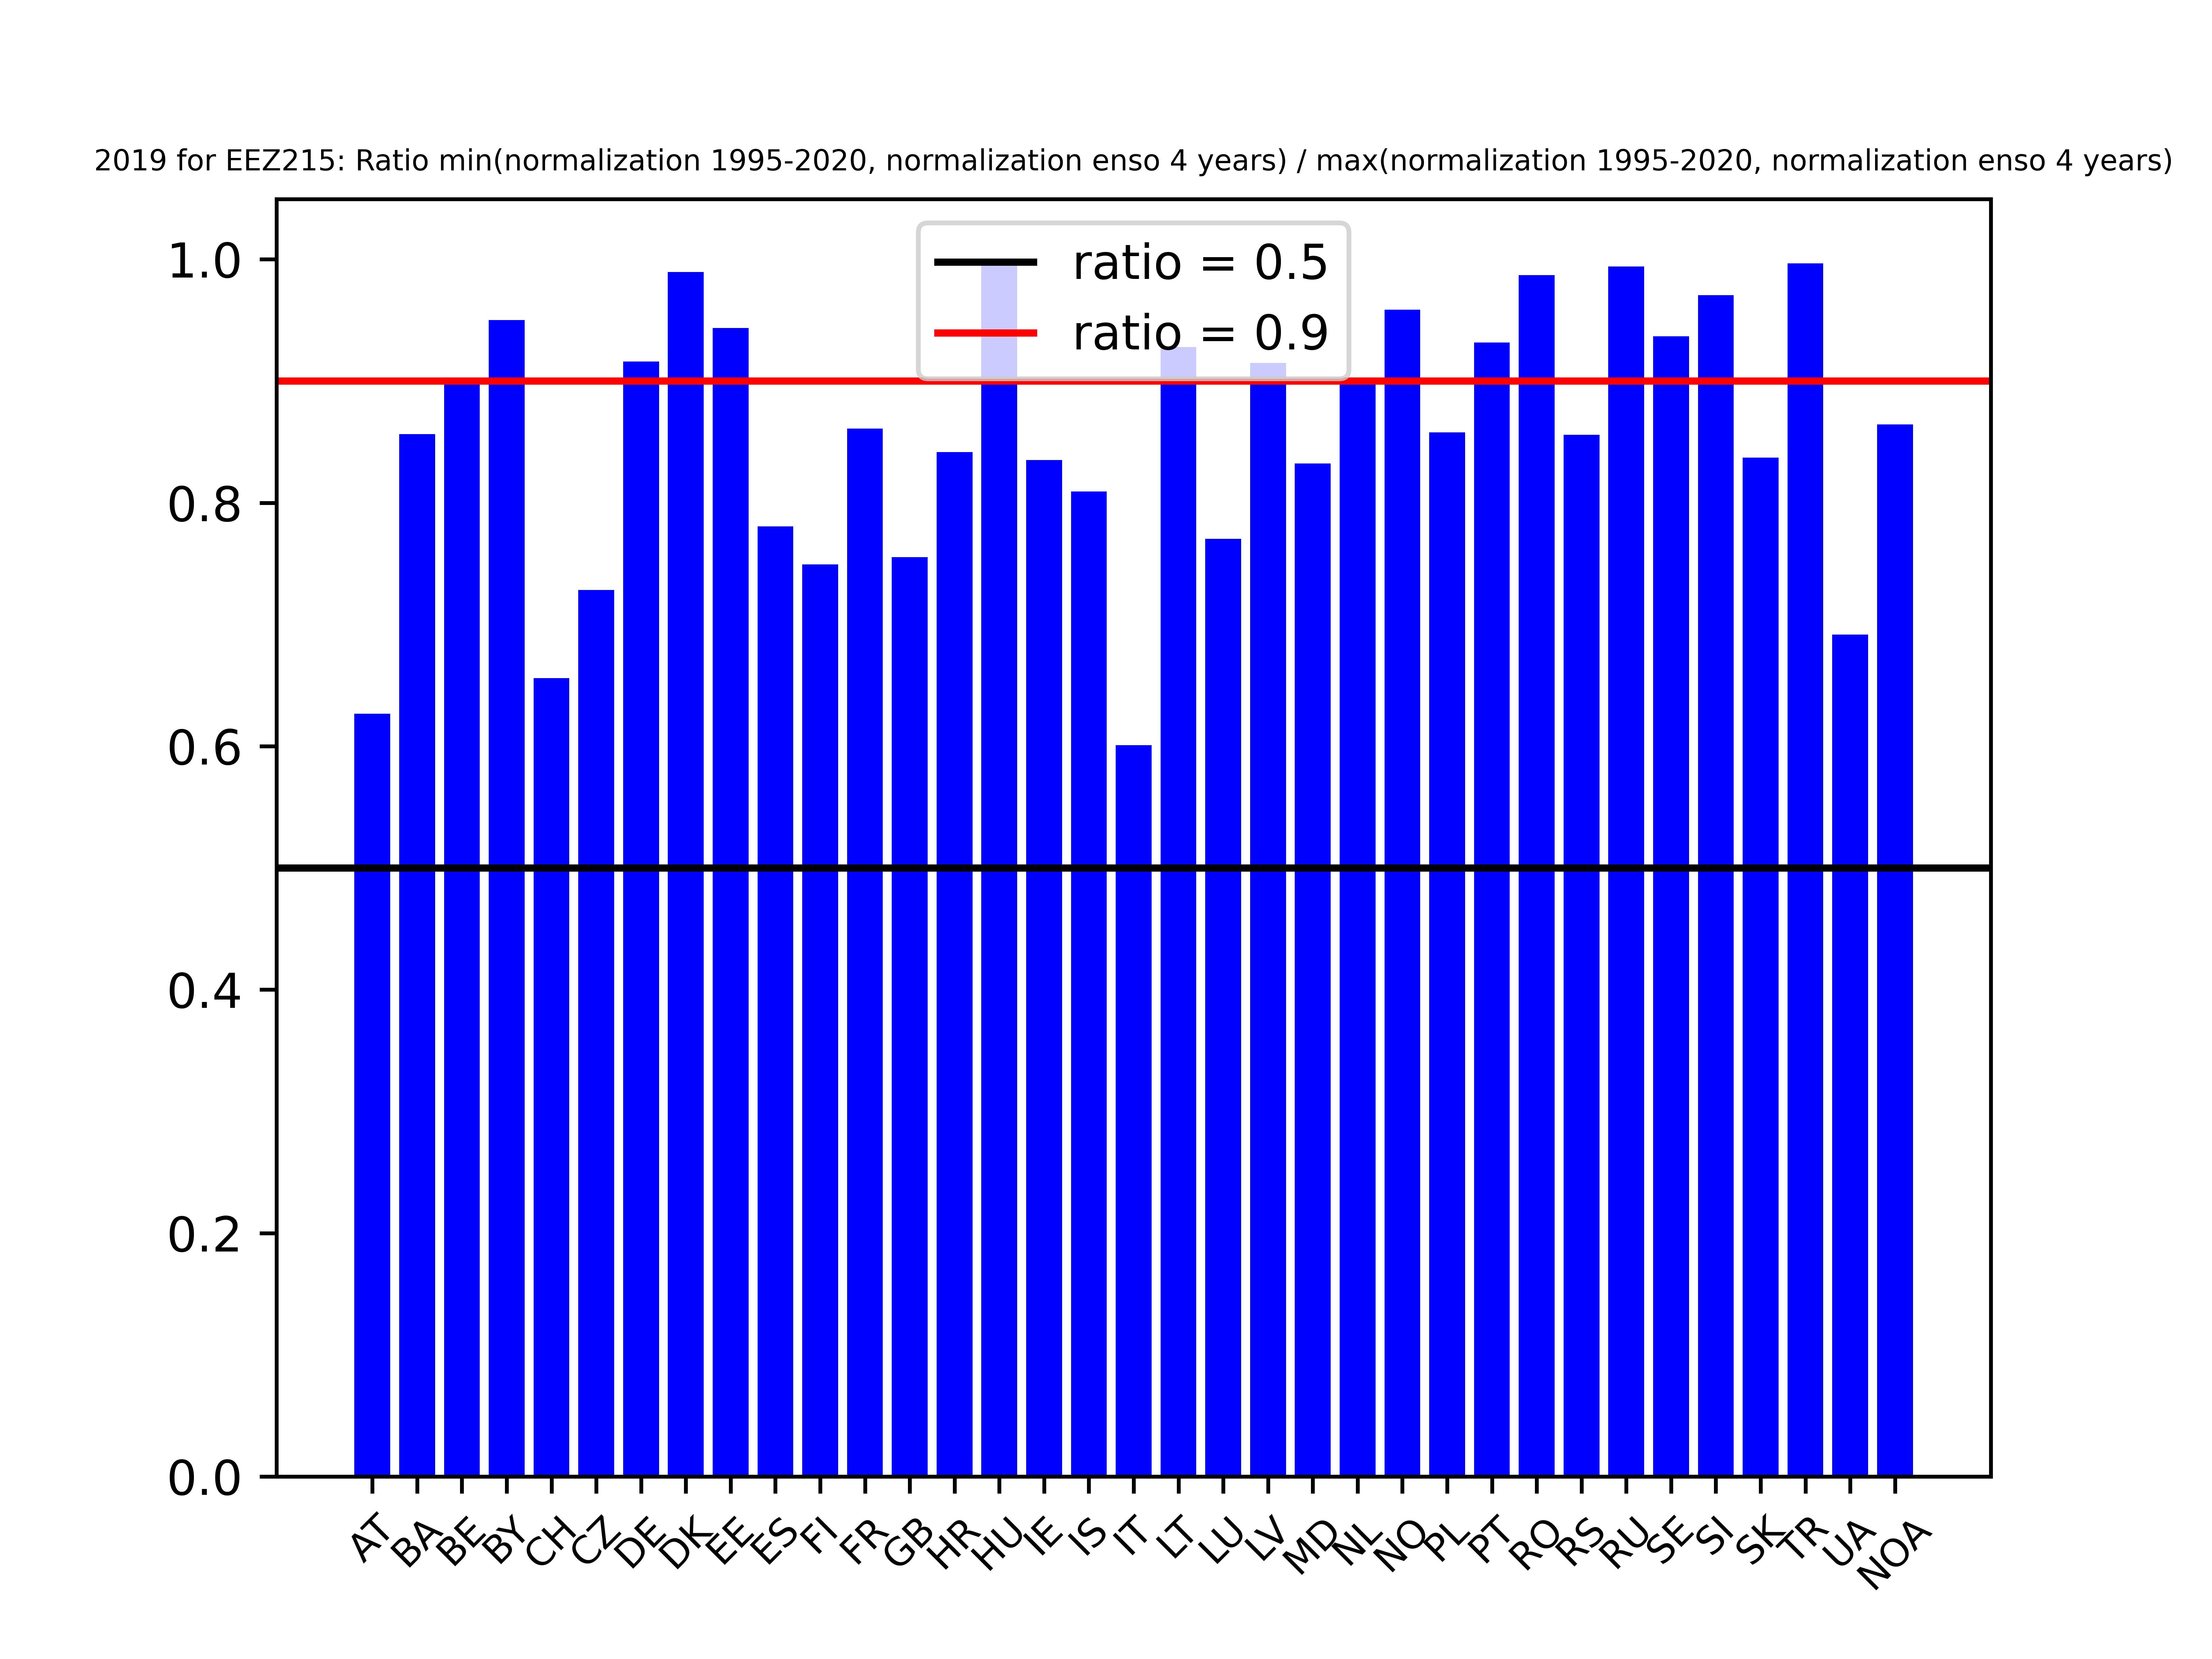 2019 for EEZ215: Ratio min(normalization 1995-2020, normalization enso 4 years) / max(normalization 1995-2020, normalization enso 4 years)
ratio = 0.5
ratio = 0.9
1.0
0.8
0.6
0.4
0.2
0.0
AT BA BE BY CH CZ DE DK EE ES FI FR GB HR HU IE IS IT LT LU LV MD NL NO PL PT RO RS RU SE SI SK TR UA NOA